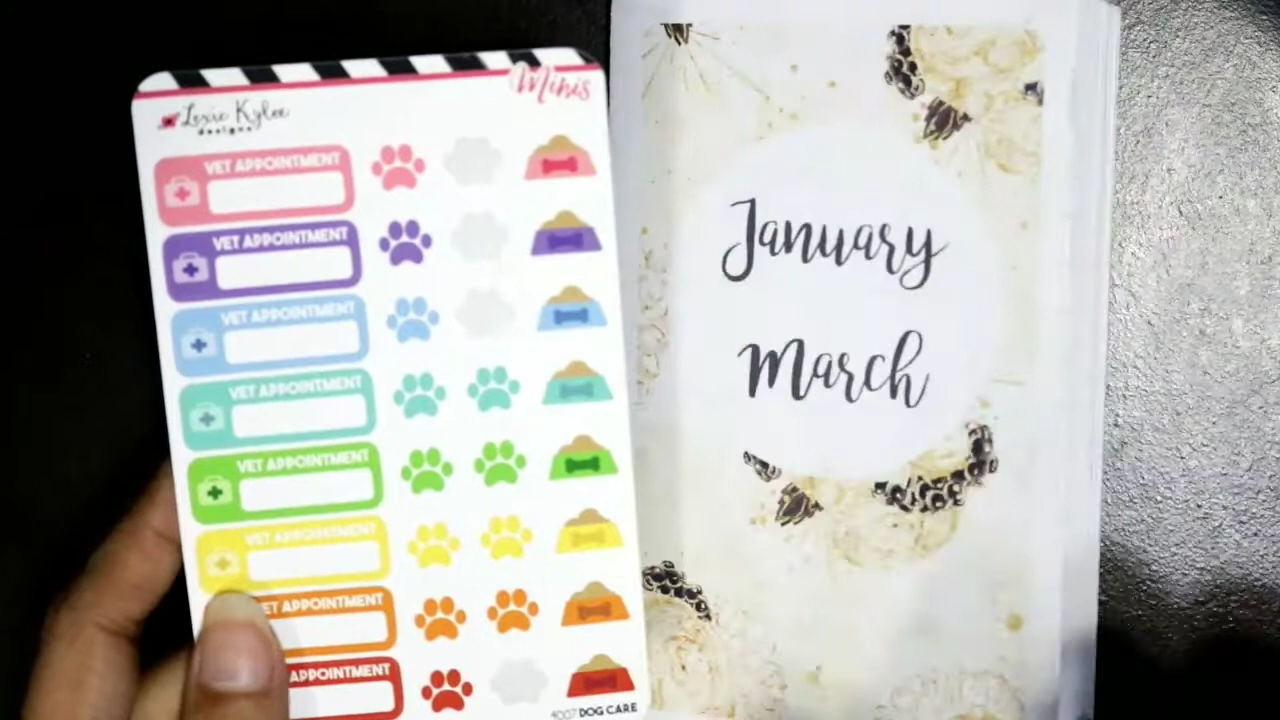 Minis
Lexie Kylee
designs
VET APPOINTMENT
VET APPOINTMENT
VET APPOINTMENT
VET APPOINTMENT
VET APPOINTMENT
VET APPOINTMENT
ET APPOINTMENT
APPOINTMENT
4007 DOG CARE
January
March